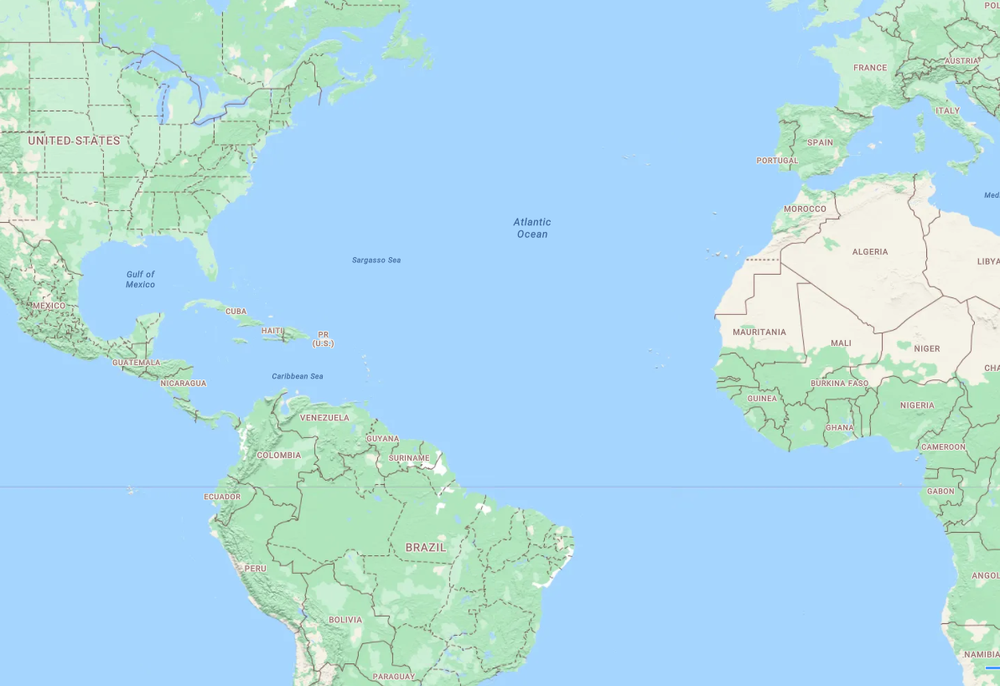 POL
FRANCE
AUSTRIA
ITALY
UNITED STATES
SPAIN
PORTUGAL
Med
MOROCCO
Atlantic
Ocean
ALGERIA
Sargasso Sea
LIBYA
Gulf of
Mexico
MEXICO
CUBA
HAITI
PR
(U.S.)
MAURITANIA
MALI
NIGER
GUATEMALA
CHA
Caribbean Sea
NICARAGUA
BURKINA FASO
GUINEA
NIGERIA
VENEZUELA
GHANA
GUYANA
CAMEROON
COLOMBIA
SURINAME
ECUADOR
GABON
BRAZIL
PERU
ANGOL
BOLIVIA
NAMIBIA
PARAGUAY